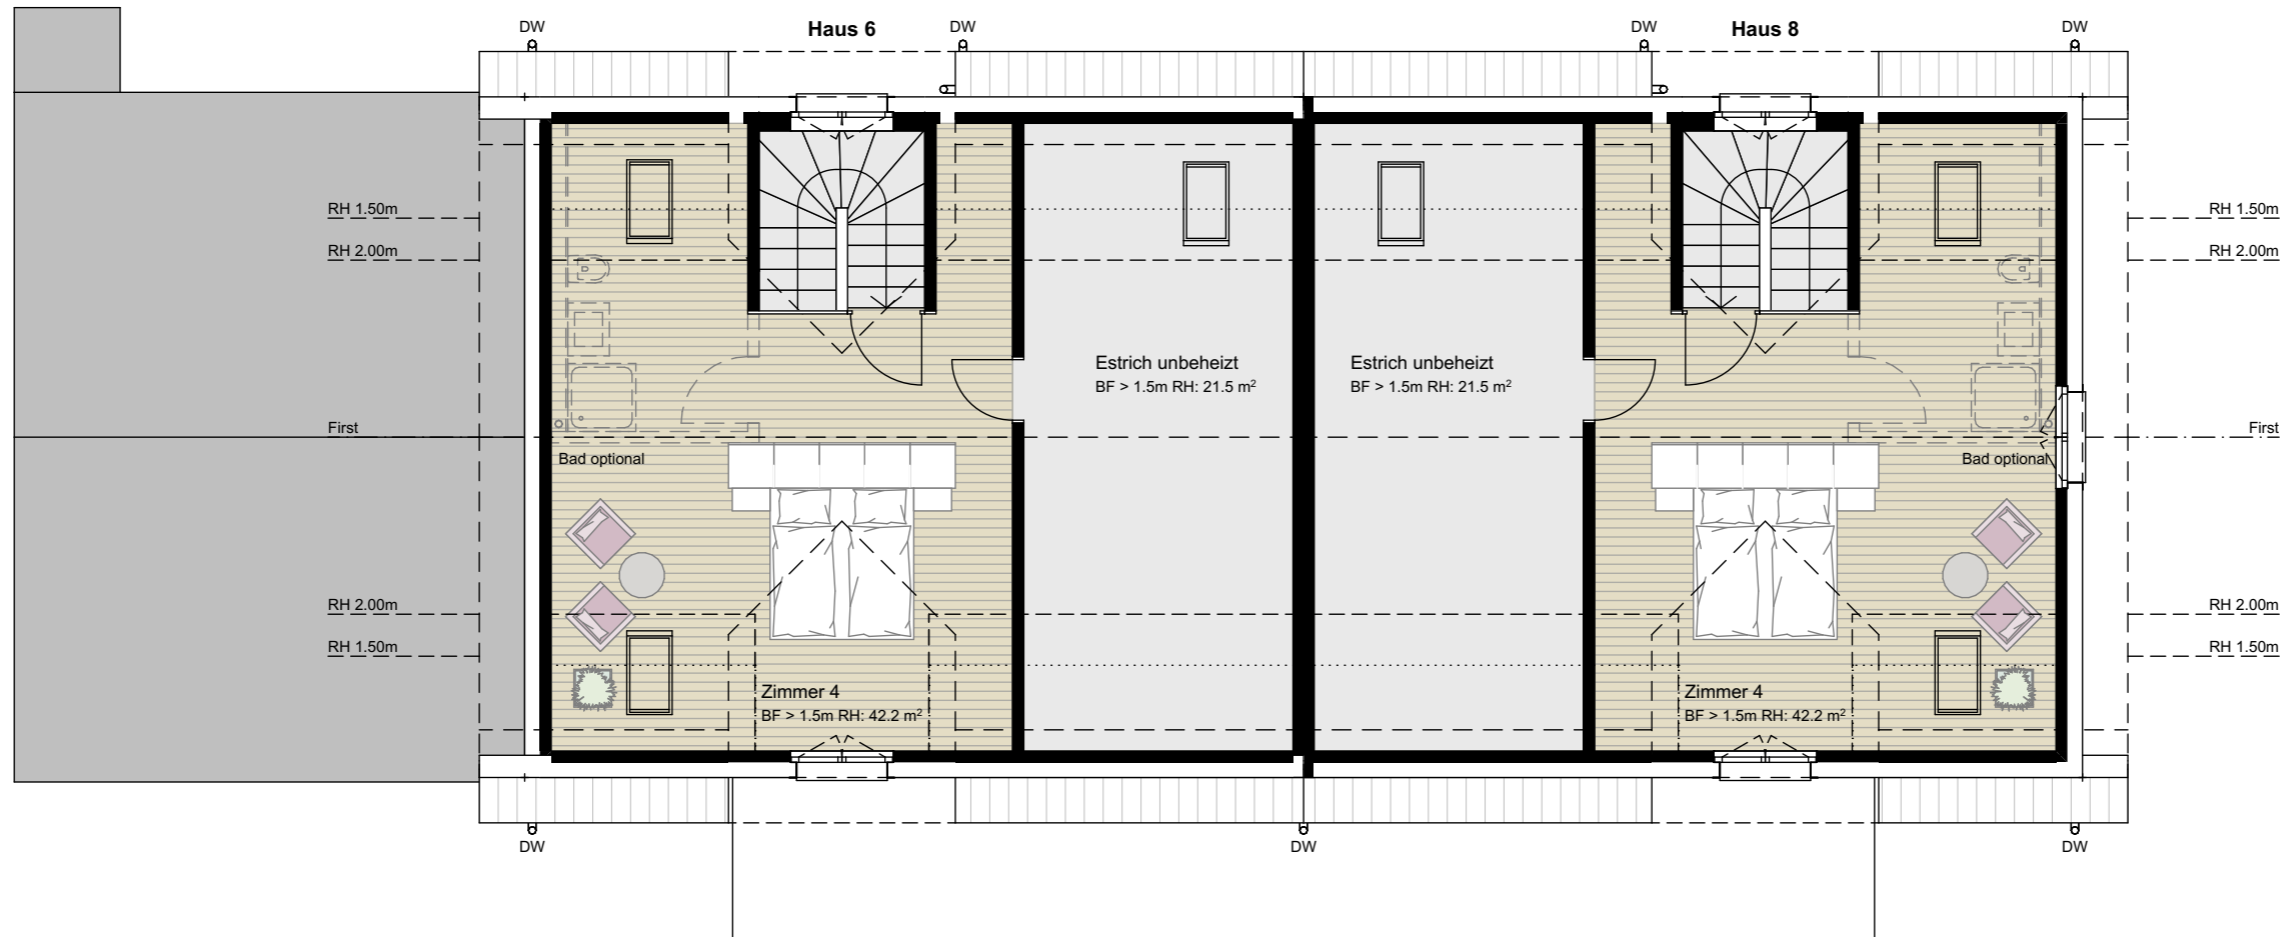 DW
Haus 6
DW
DW
Haus 8
DW
RH 1.50m
RH 1.50m
RH 2.00m
RH 2.00m
Estrich unbeheizt
BF > 1.5m RH: 21.5 m²
Estrich unbeheizt
BF > 1.5m RH: 21.5 m²
First
First
Bad optional
Bad optional
RH 2.00m
RH 2.00m
RH 1.50m
RH 1.50m
Zimmer 4
BF > 1.5m RH: 42.2 m²
Zimmer 4
BF > 1.5m RH: 42.2 m²
DW
DW
DW